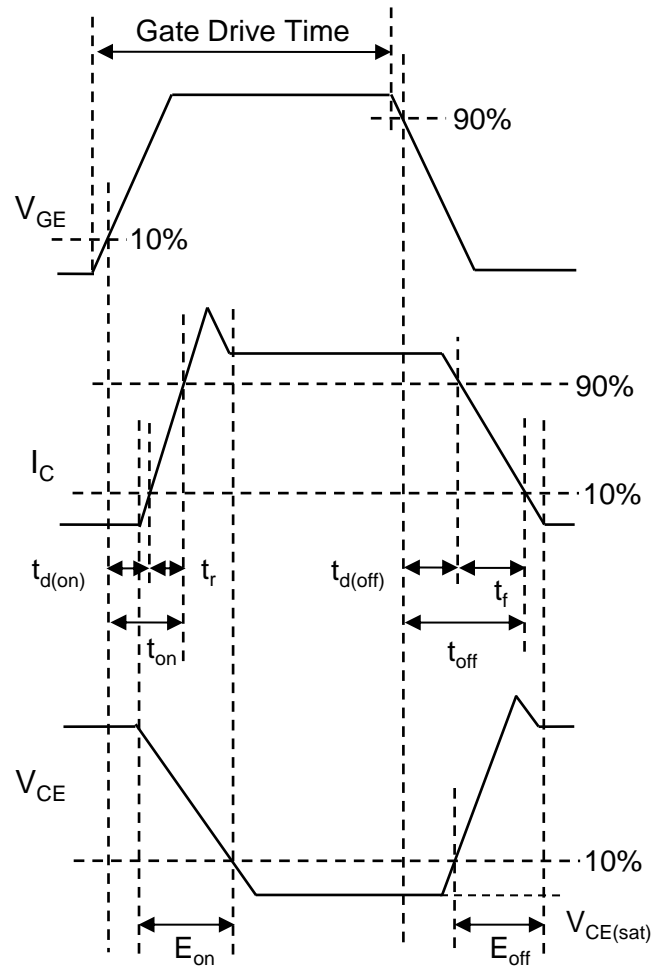 Gate Drive Time
90%
V_GE
10%
90%
I_C
10%
t_d(on)
t_r
t_d(off)
t_f
t_on
t_off
V_CE
10%
V_CE(sat)
E_on
E_off